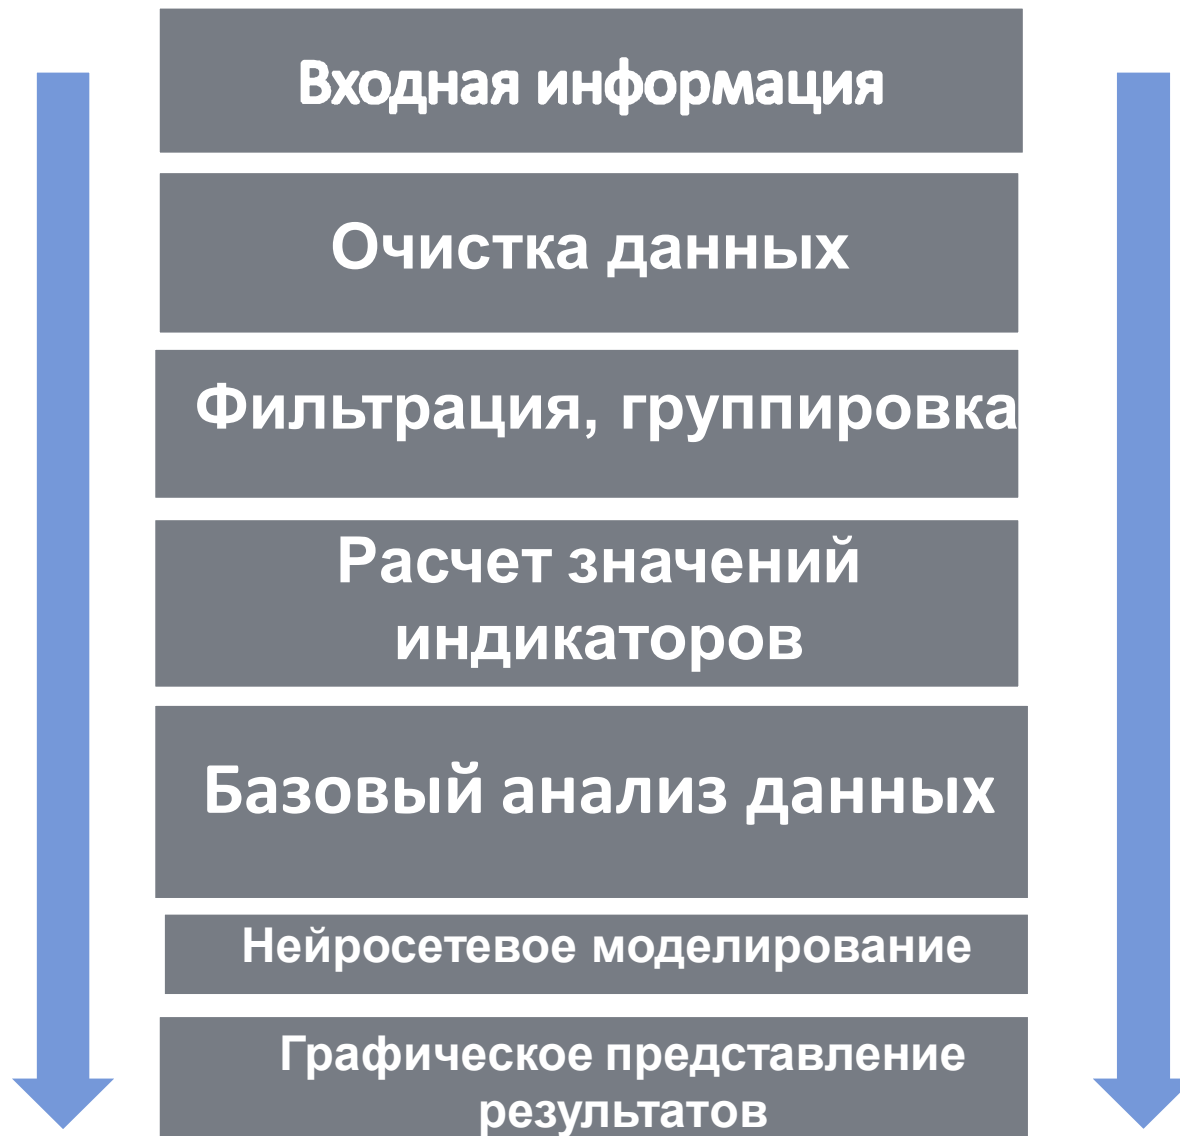 Входная информация
Очистка данных
Фильтрация, группировка
Расчет значений
индикаторов
Базовый анализ данных
Нейросетевое моделирование
Графическое представление
результатов